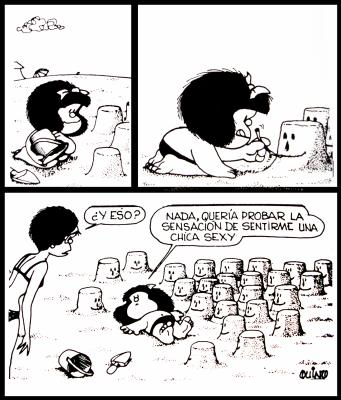 ¿Y ESO?
NADA, QUERÍA PROBAR LA
SENSACIÓN DE SENTIRME UNA
CHICA SEXY
QUINO